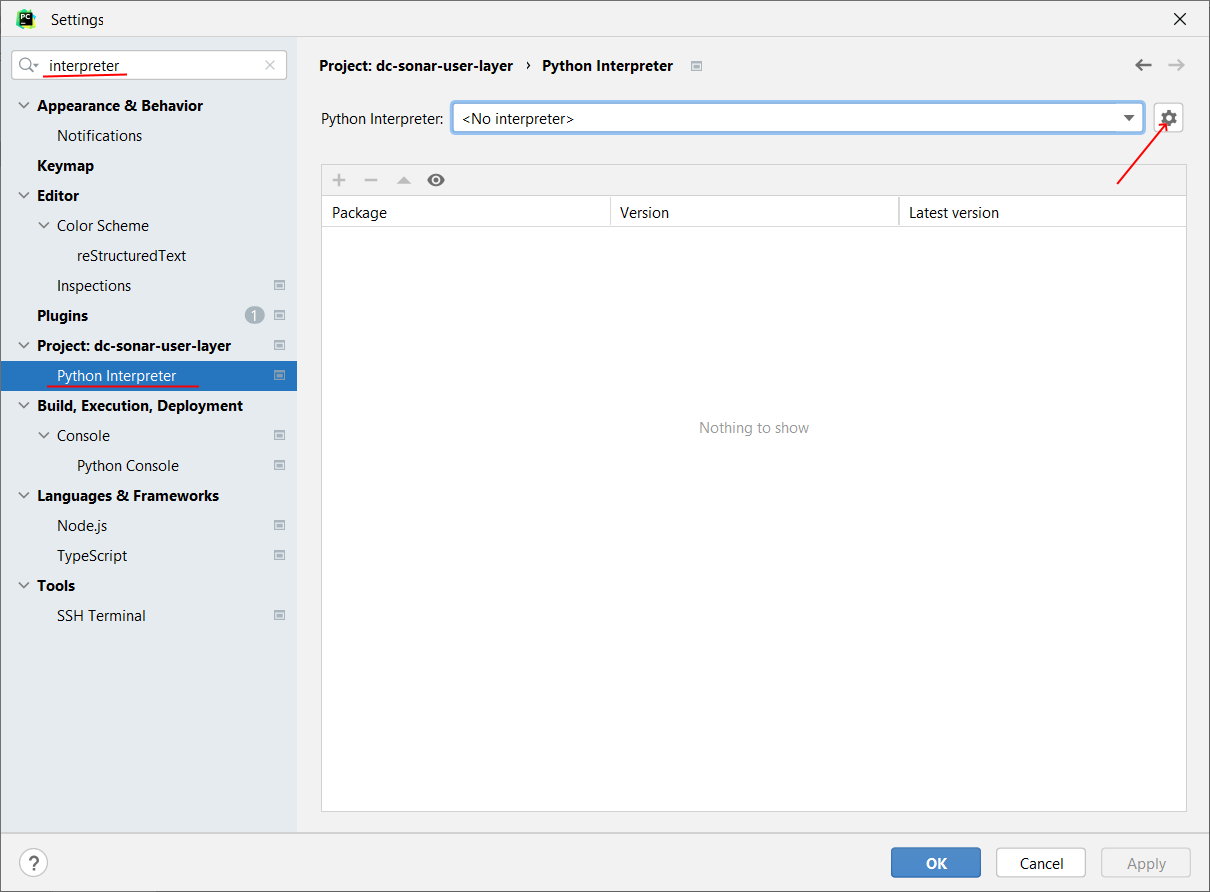 PC
Settings
interpreter
Appearance & Behavior
Notifications
Keymap
Editor
Color Scheme
reStructuredText
Inspections
Plugins 1
Project: dc-sonar-user-layer
Python Interpreter
Build, Execution, Deployment
Console
Python Console
Languages & Frameworks
Node.js
TypeScript
Tools
SSH Terminal
Project: dc-sonar-user-layer › Python Interpreter
Python Interpreter: <No interpreter>
Package Version Latest version
Nothing to show
?
OK Cancel Apply